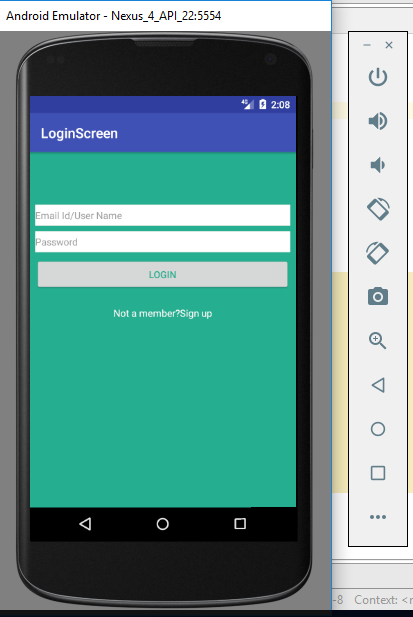 Android Emulator - Nexus_4_API_22:5554
4G
2:08
LoginScreen
Email Id/User Name
Password
LOGIN
Not a member?Sign up
-8 Context: <